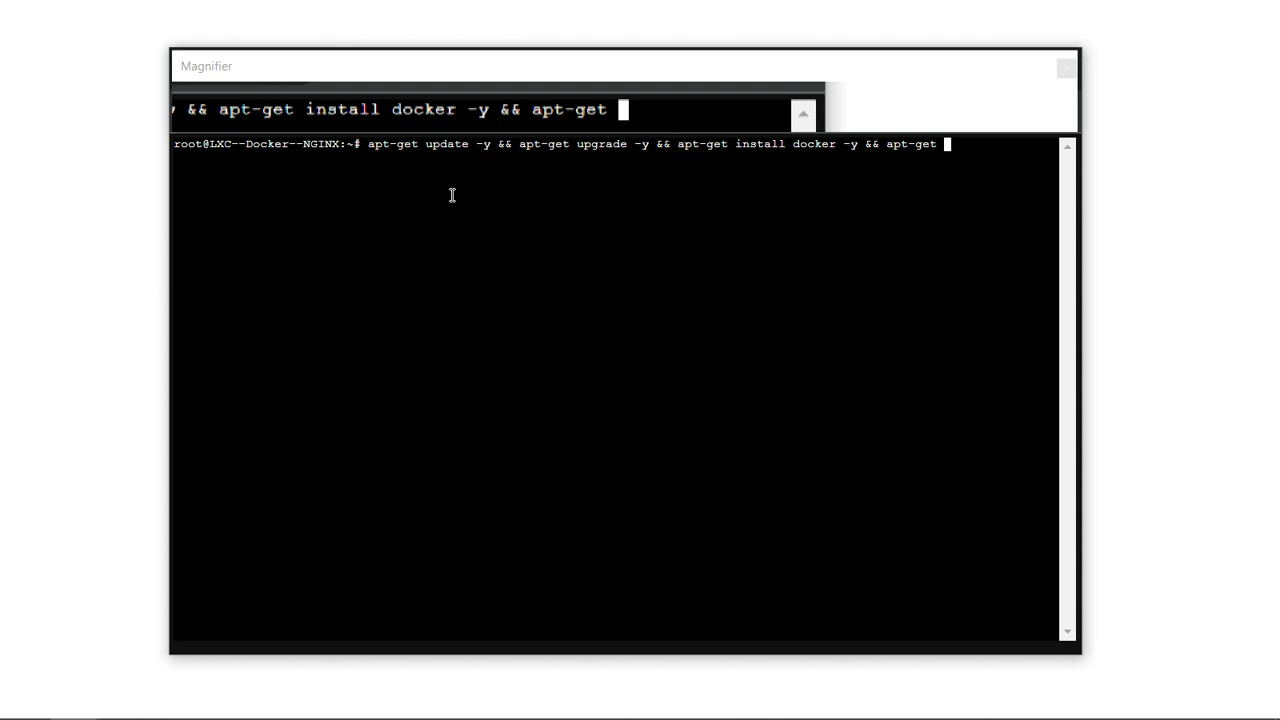 Magnifier
&& apt-get install docker -y && apt-get
root@LXC--Docker--NGINX:~# apt-get update -y && apt-get upgrade -y && apt-get install docker -y && apt-get